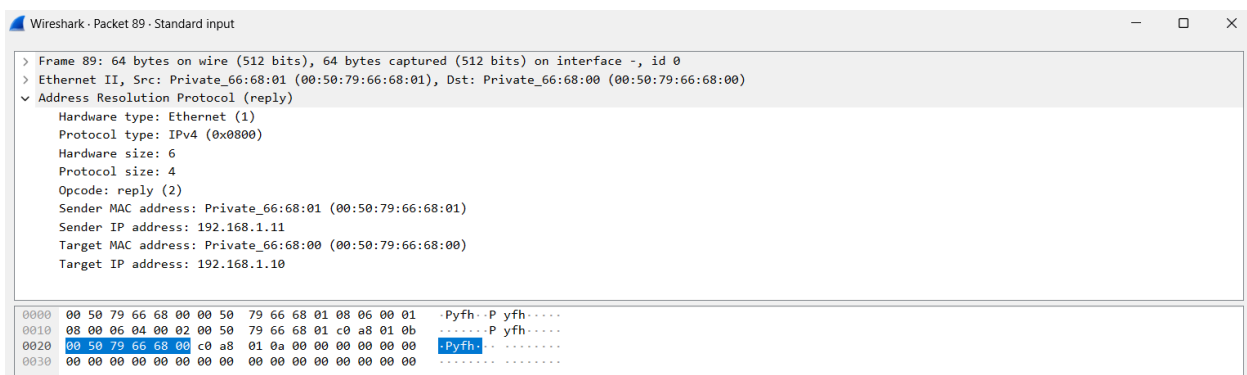 Wireshark · Packet 89 · Standard input
> Frame 89: 64 bytes on wire (512 bits), 64 bytes captured (512 bits) on interface -, id 0
> Ethernet II, Src: Private_66:68:01 (00:50:79:66:68:01), Dst: Private_66:68:00 (00:50:79:66:68:00)
Address Resolution Protocol (reply)
Hardware type: Ethernet (1)
Protocol type: IPv4 (0x0800)
Hardware size: 6
Protocol size: 4
Opcode: reply (2)
Sender MAC address: Private_66:68:01 (00:50:79:66:68:01)
Sender IP address: 192.168.1.11
Target MAC address: Private_66:68:00 (00:50:79:66:68:00)
Target IP address: 192.168.1.10
0000 00 50 79 66 68 00 00 50 79 66 68 01 08 06 00 01 ·Pyfh··P yfh·····
0010 08 00 06 04 00 02 00 50 79 66 68 01 c0 a8 01 0b ·······P yfh·····
0020 00 50 79 66 68 00 c0 a8 01 0a 00 00 00 00 00 00 ·Pyfh··· ········
0030 00 00 00 00 00 00 00 00 00 00 00 00 00 00 00 00 ········ ········